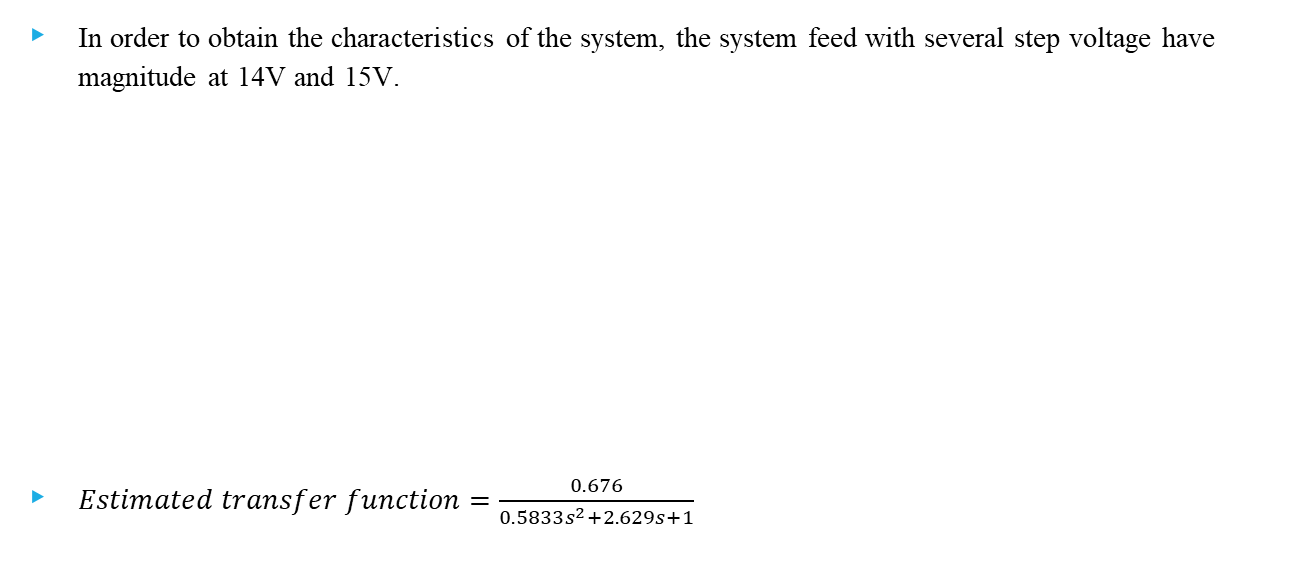 In order to obtain the characteristics of the system, the system feed with several step voltage have
magnitude at 14V and 15V.
Estimated transfer function = 0.676 / 0.5833s²+2.629s+1